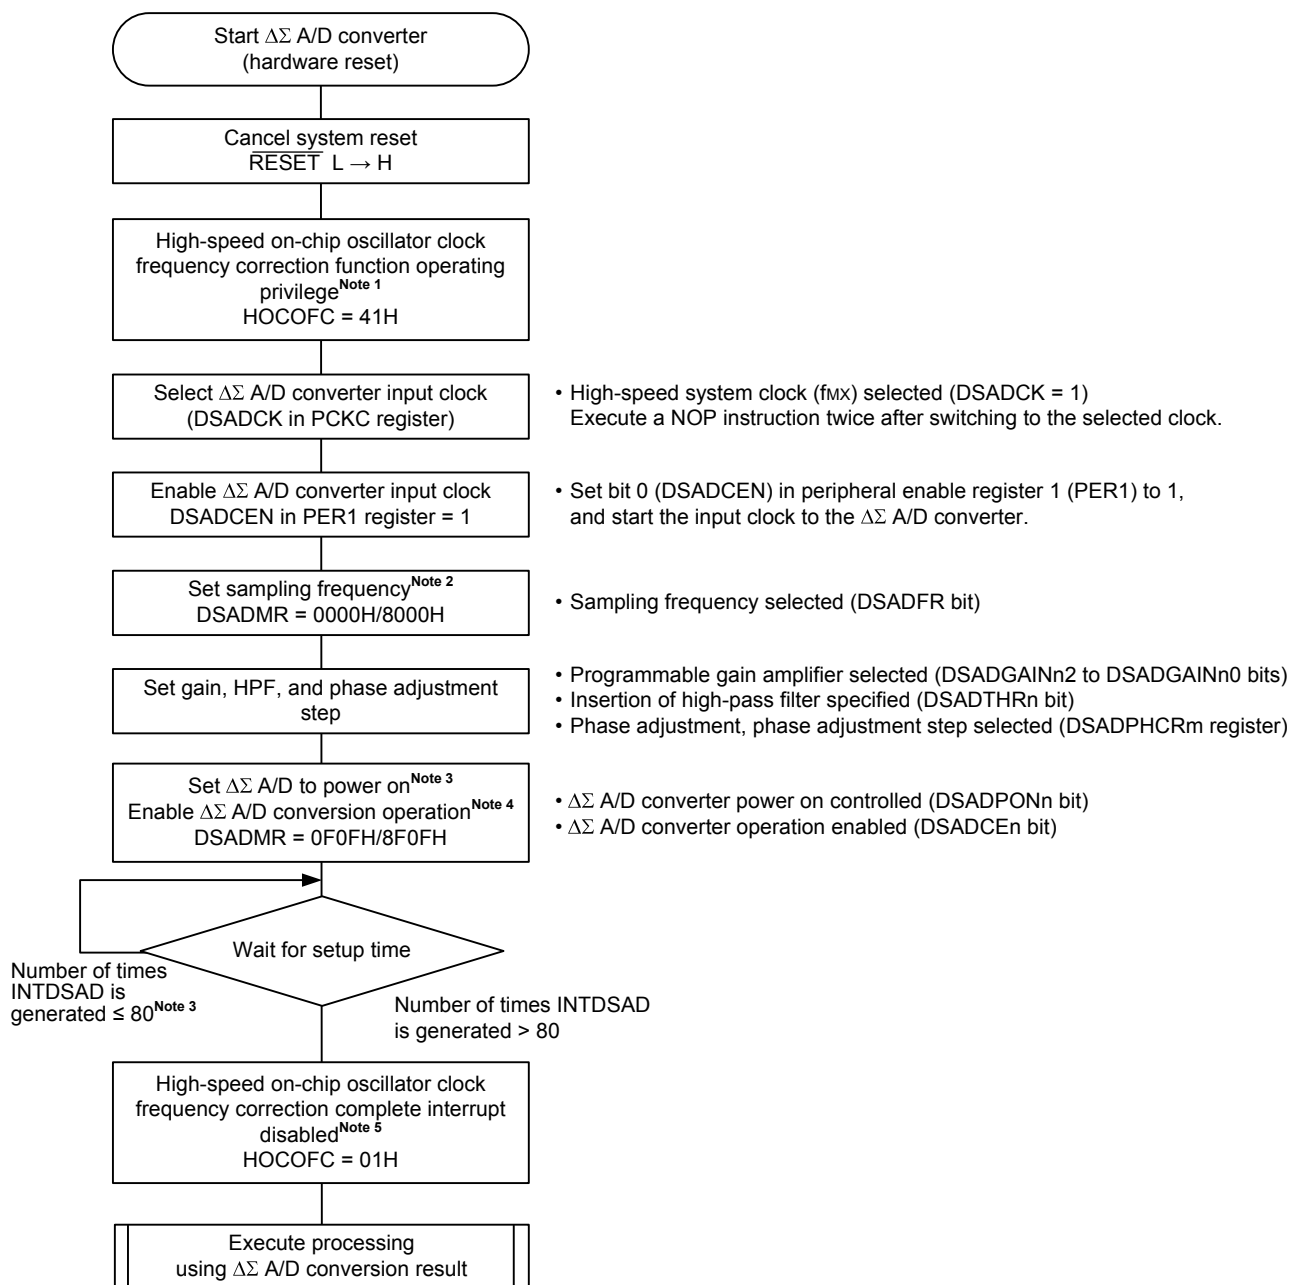 Start ΔΣ A/D converter
(hardware reset)
Cancel system reset
RESET L → H
High-speed on-chip oscillator clock
frequency correction function operating
privilegeNote 1
HOCOFC = 41H
Select ΔΣ A/D converter input clock
(DSADCK in PCKC register)
• High-speed system clock (fMX) selected (DSADCK = 1)
Execute a NOP instruction twice after switching to the selected clock.
Enable ΔΣ A/D converter input clock
DSADCEN in PER1 register = 1
• Set bit 0 (DSADCEN) in peripheral enable register 1 (PER1) to 1,
and start the input clock to the ΔΣ A/D converter.
Set sampling frequencyNote 2
DSADMR = 0000H/8000H
• Sampling frequency selected (DSADFR bit)
Set gain, HPF, and phase adjustment
step
• Programmable gain amplifier selected (DSADGAINn2 to DSADGAINn0 bits)
• Insertion of high-pass filter specified (DSADTHRn bit)
• Phase adjustment, phase adjustment step selected (DSADPHCRm register)
Set ΔΣ A/D to power onNote 3
Enable ΔΣ A/D conversion operationNote 4
DSADMR = 0F0FH/8F0FH
• ΔΣ A/D converter power on controlled (DSADPONn bit)
• ΔΣ A/D converter operation enabled (DSADCEn bit)
Wait for setup time
Number of times
INTDSAD is
generated ≤ 80Note 3
Number of times INTDSAD
is generated > 80
High-speed on-chip oscillator clock
frequency correction complete interrupt
disabledNote 5
HOCOFC = 01H
Execute processing
using ΔΣ A/D conversion result